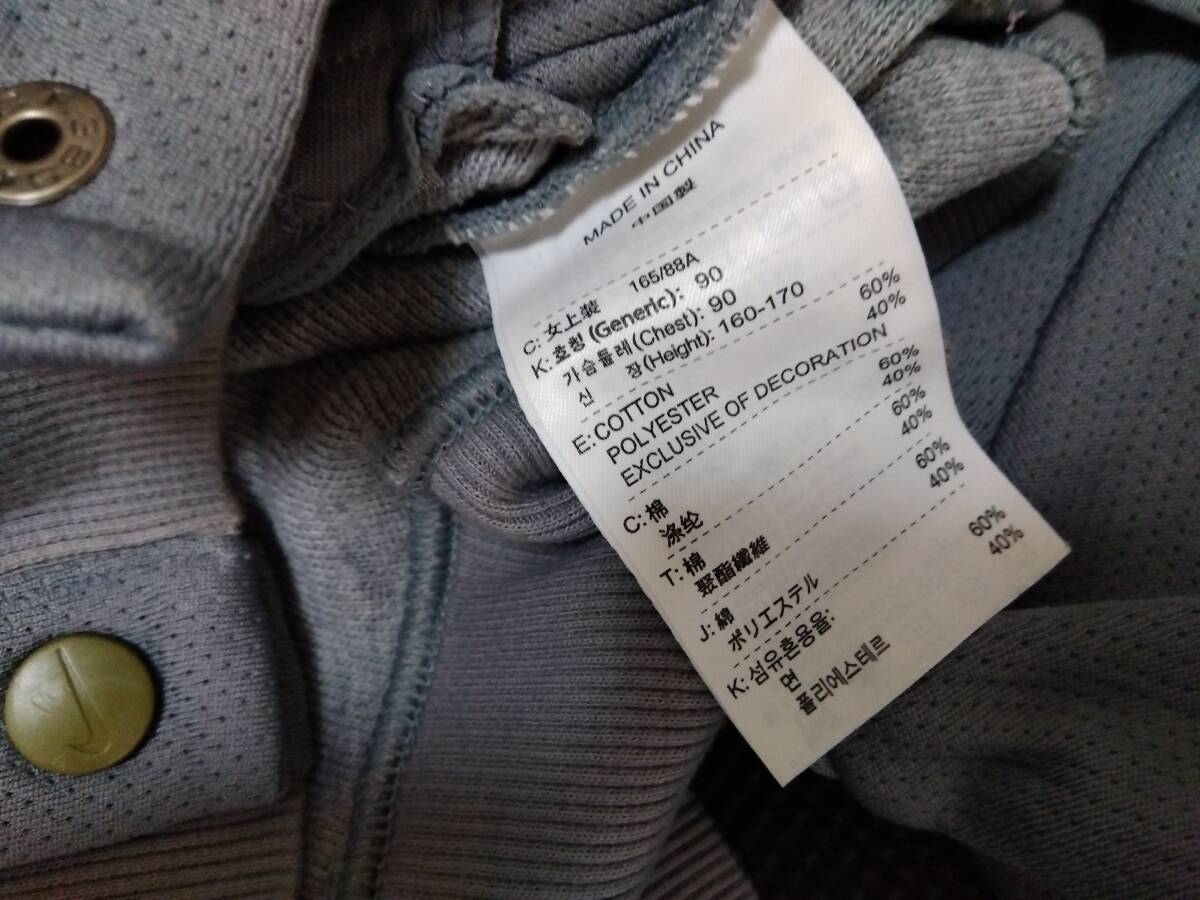 MADE IN CHINA
中国製
C: 女上装 165/88A
K: 호칭 (Generic): 90
가슴둘레(Chest): 90
신 장(Height): 160-170
E: COTTON 60%
POLYESTER 40%
EXCLUSIVE OF DECORATION
C: 棉 60%
涤纶 40%
T: 棉 60%
聚酯纖維 40%
J: 綿 60%
ポリエステル 40%
K: 섬유혼용율:
면 60%
폴리에스테르 40%